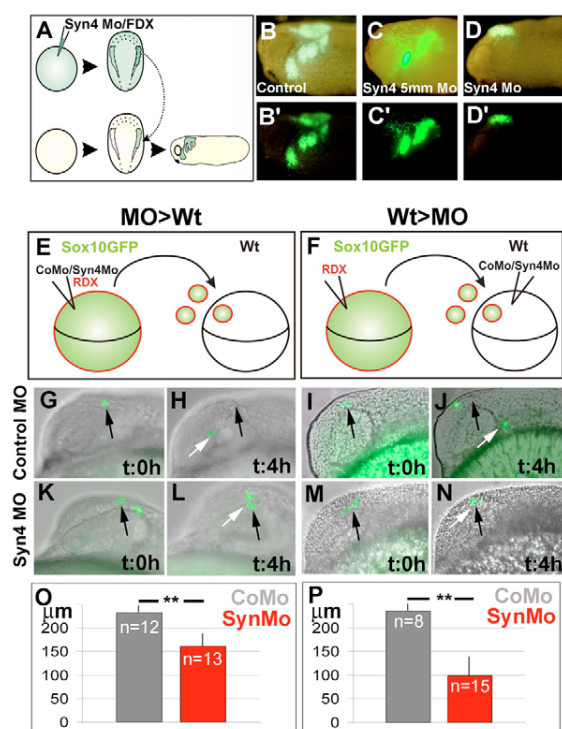 A
Syn4 Mo/FDX
B
Control
C
Syn4 5mm Mo
D
Syn4 Mo
B'
C'
D'
MO>Wt
Wt>MO
E
Sox10GFP
Wt
CoMo/Syn4Mo
RDX
F
Sox10GFP
Wt
RDX
CoMo/Syn4Mo
Control MO
G
t:0h
H
t:4h
I
t:0h
J
t:4h
Syn4 MO
K
t:0h
L
t:4h
M
t:0h
N
t:4h
O
µm
200
150
100
50
0
**
CoMo
SynMo
n=12
n=13
P
µm
200
150
100
50
0
**
CoMo
SynMo
n=8
n=15